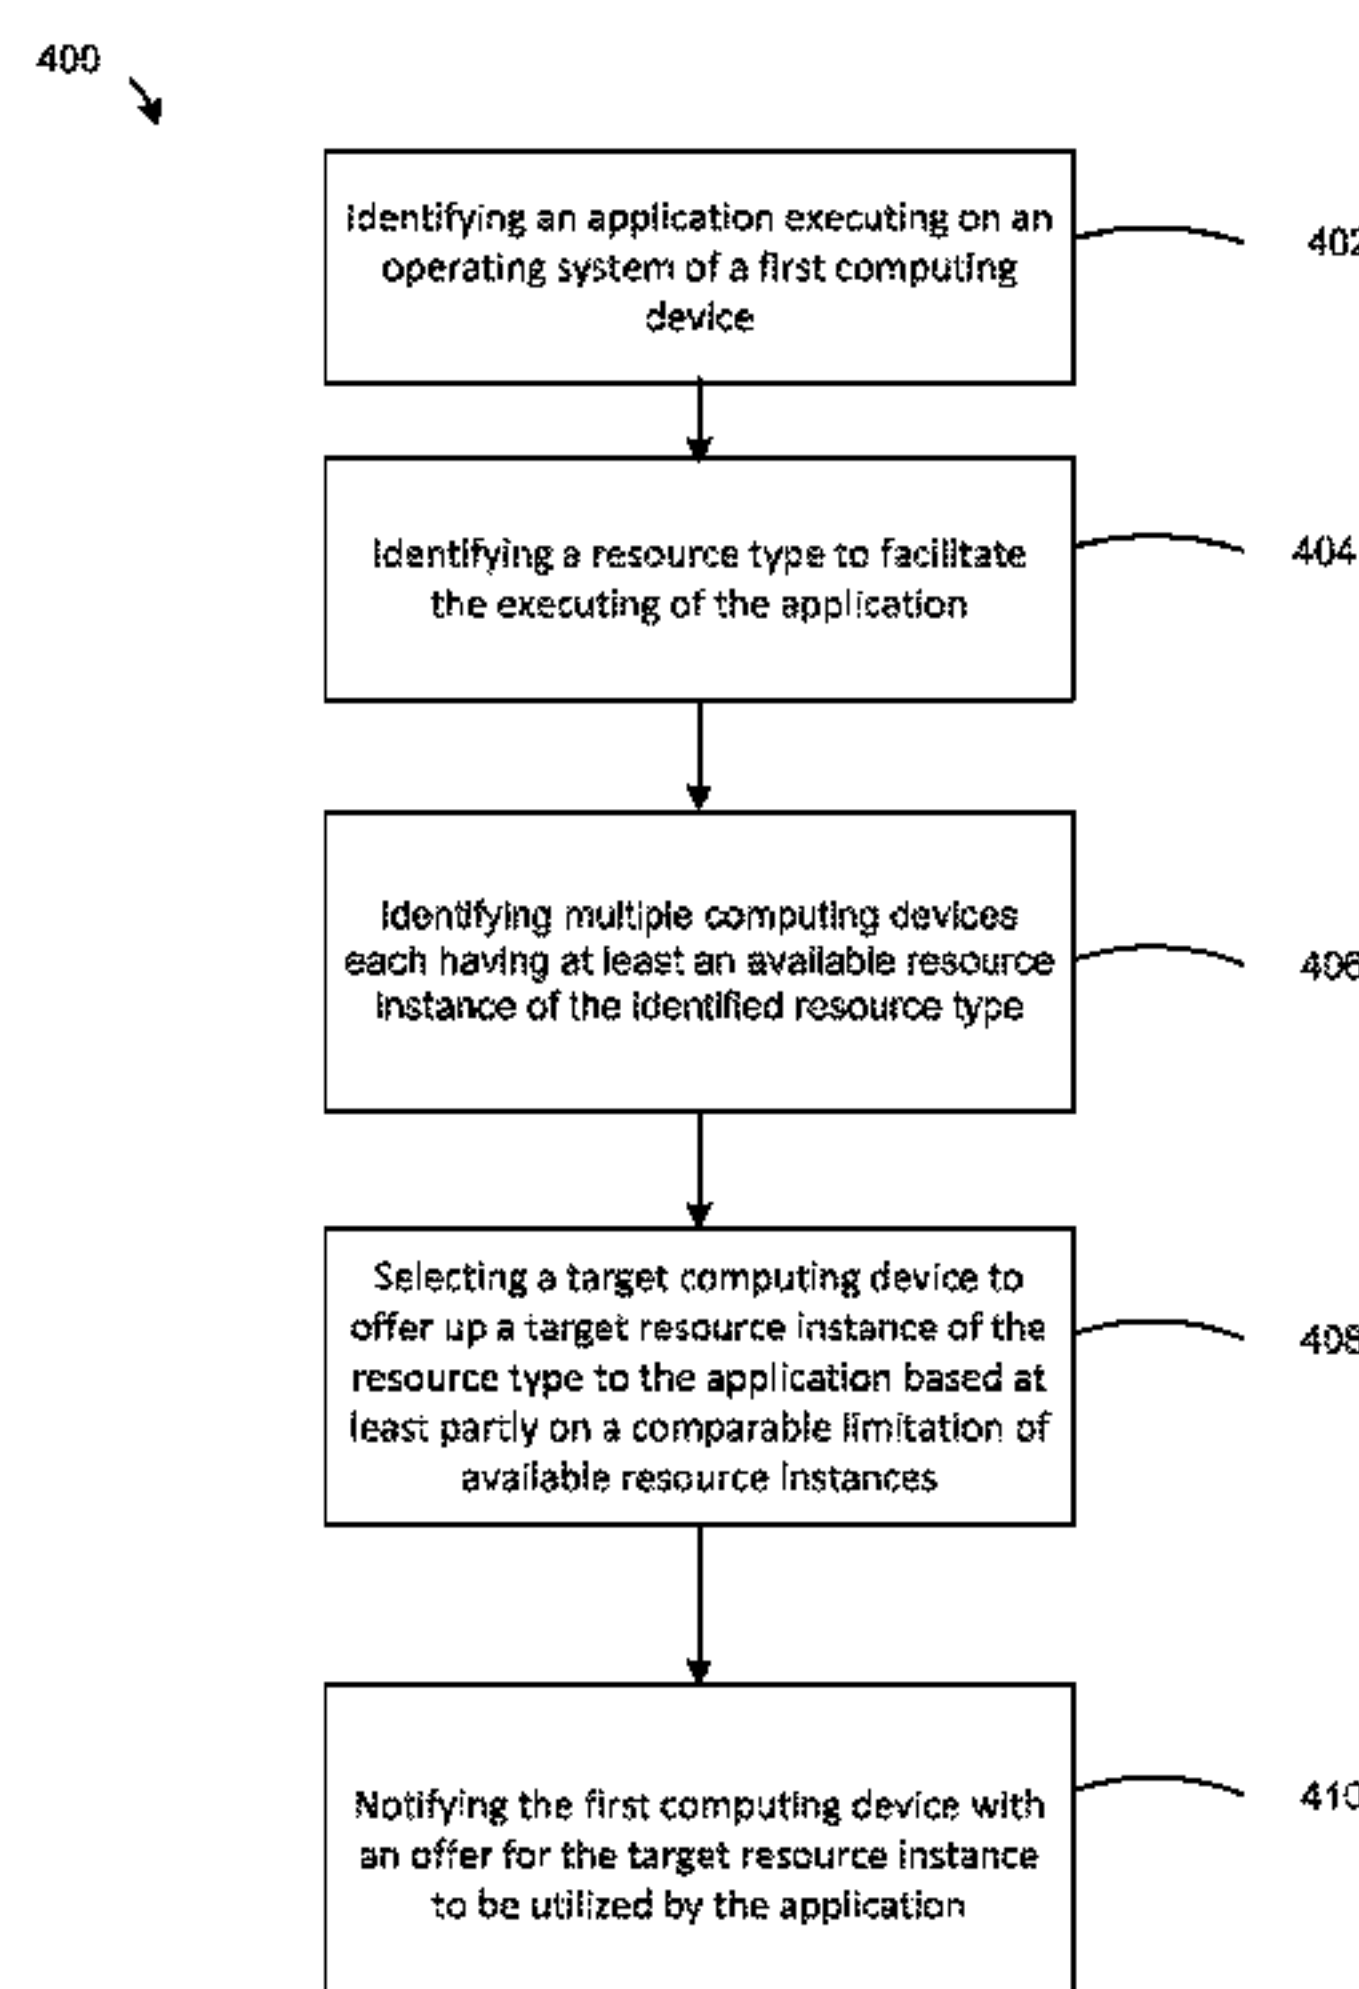 400
Identifying an application executing on an
operating system of a first computing
device
402
Identifying a resource type to facilitate
the executing of the application
404
Identifying multiple computing devices
each having at least an available resource
instance of the identified resource type
406
Selecting a target computing device to
offer up a target resource instance of the
resource type to the application based at
least partly on a comparable limitation of
available resource instances
408
Notifying the first computing device with
an offer for the target resource instance
to be utilized by the application
410